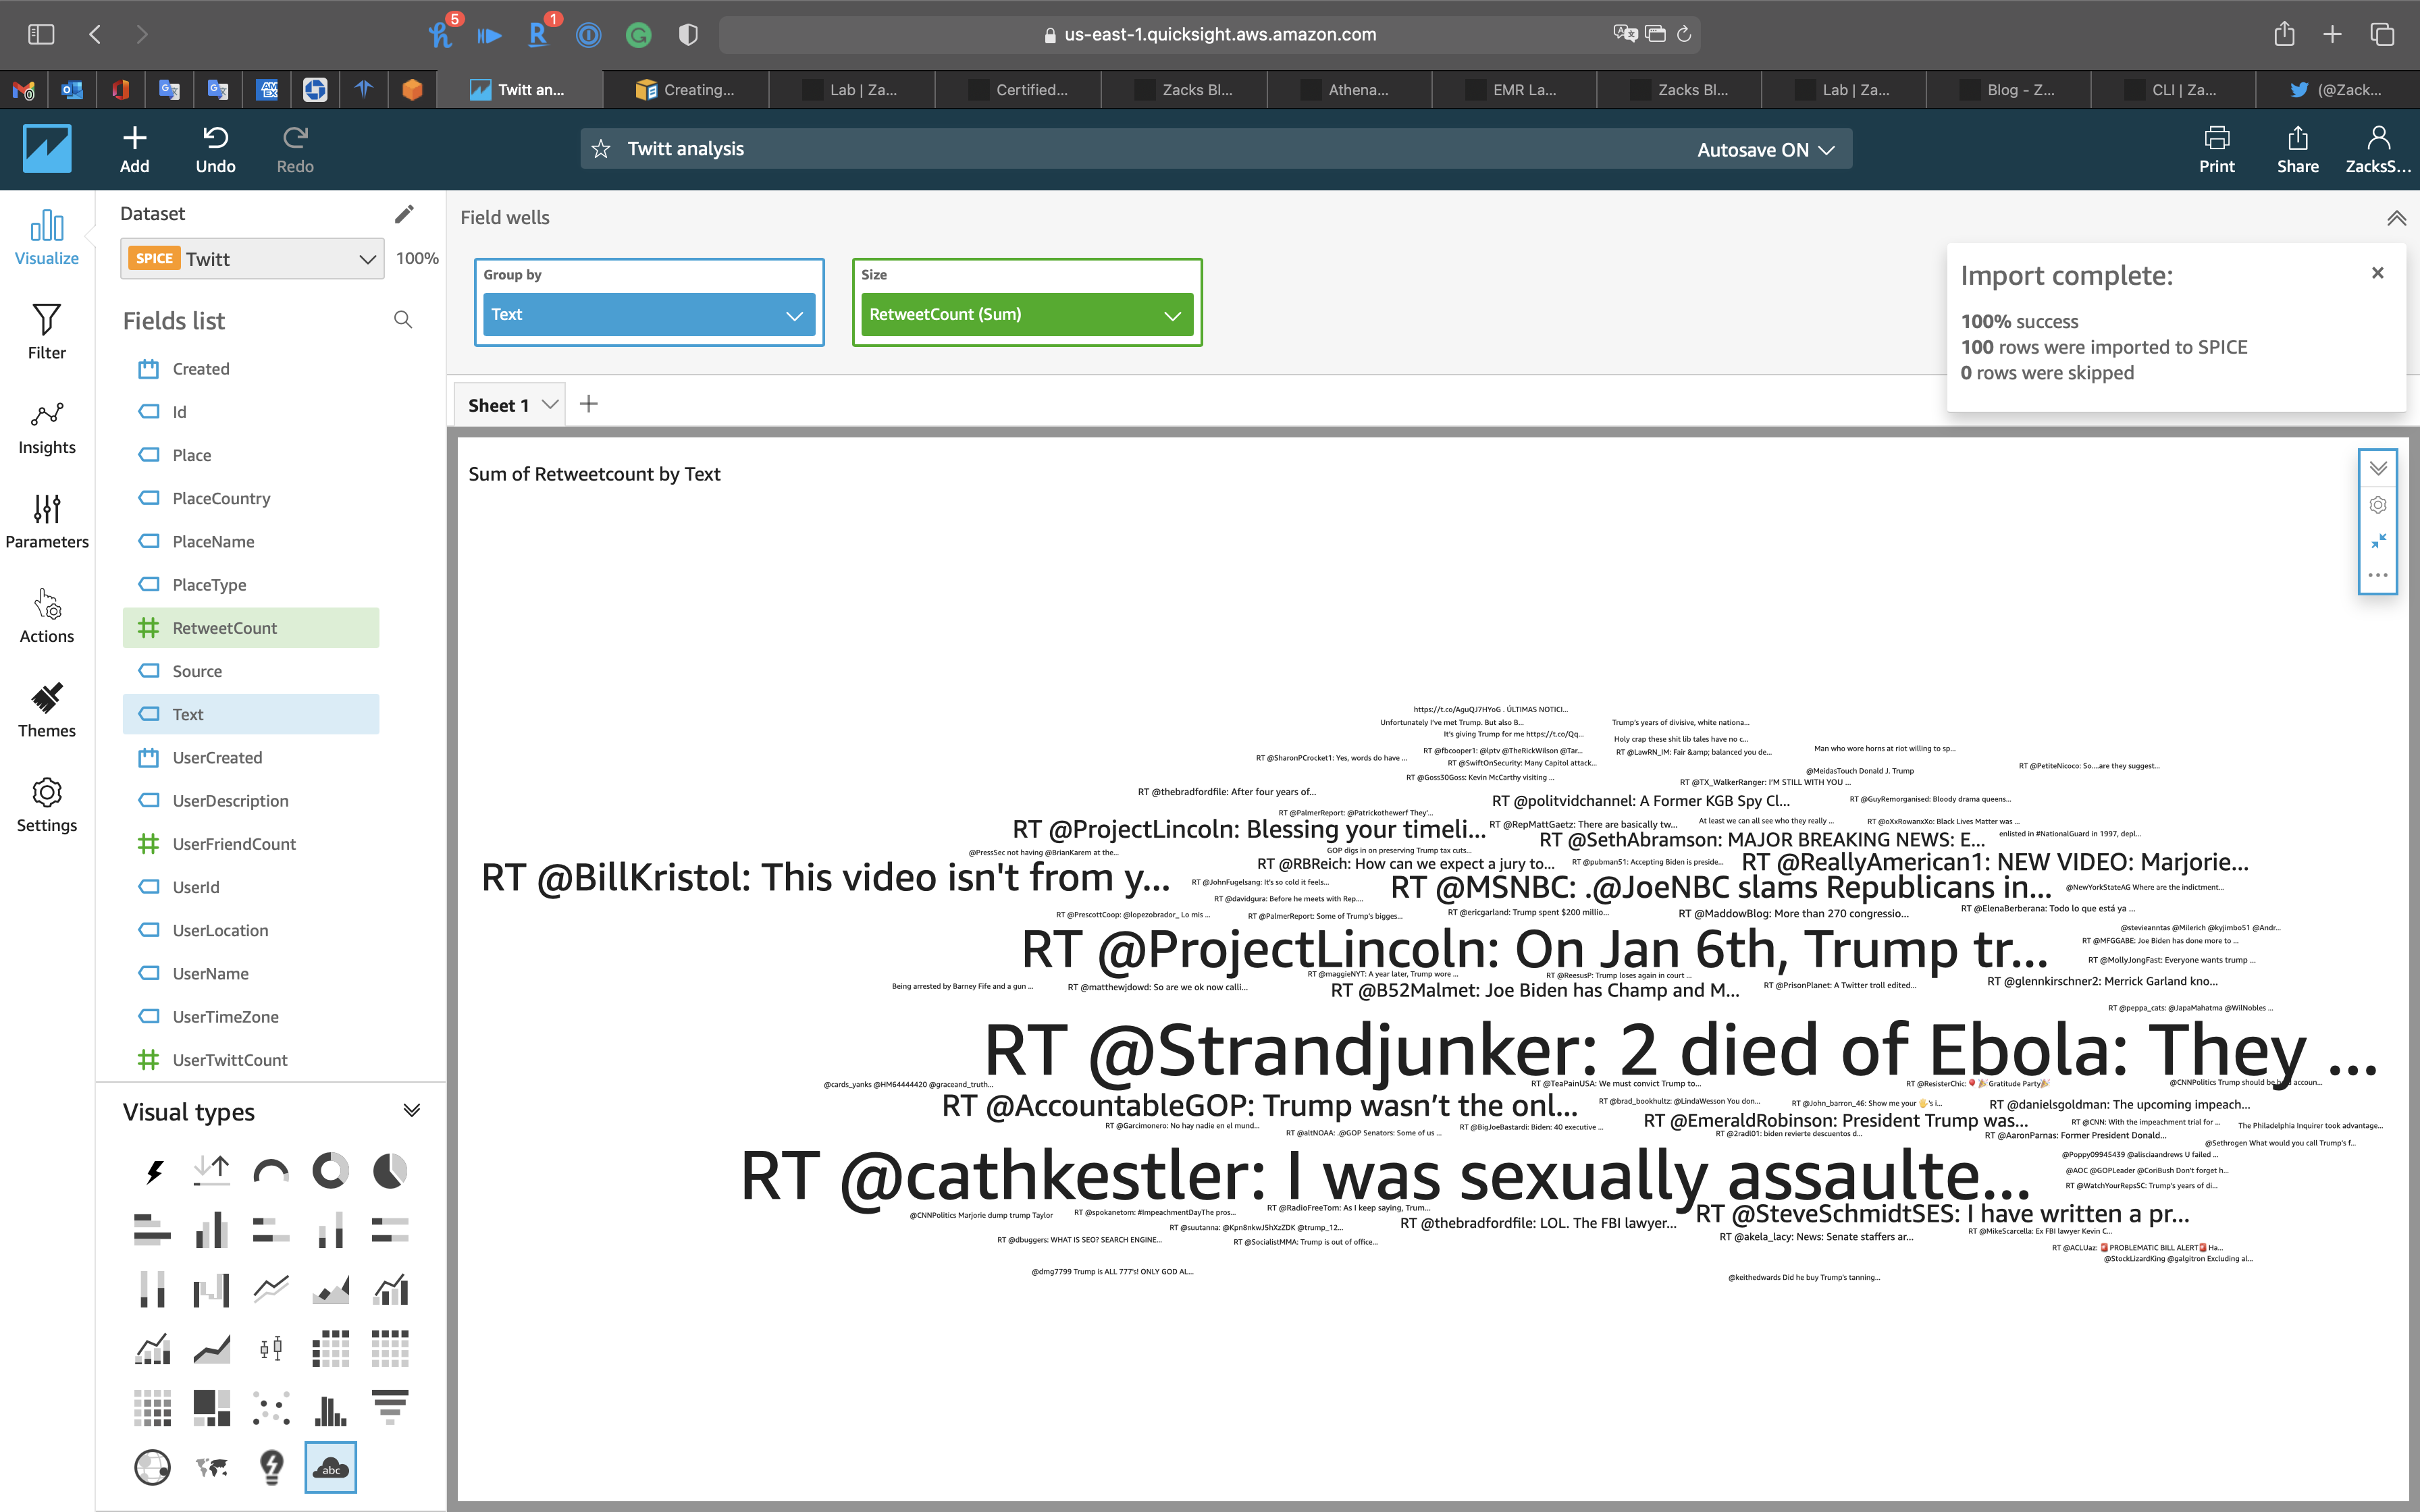 5
1
us-east-1.quicksight.aws.amazon.com
Twitt an...
Creating...
Lab | Za...
Certified...
Zacks Bl...
Athena...
EMR La...
Zacks Bl...
Lab | Za...
Blog - Z...
CLI | Za...
(@Zack...
Add
Undo
Redo
Twitt analysis
Autosave ON
Print
Share
ZacksS...
Visualize
Filter
Insights
Parameters
Actions
Themes
Settings
Dataset
SPICE Twitt
100%
Fields list
Created
Id
Place
PlaceCountry
PlaceName
PlaceType
RetweetCount
Source
Text
UserCreated
UserDescription
UserFriendCount
UserId
UserLocation
UserName
UserTimeZone
UserTwittCount
Visual types
abc
Field wells
Group by
Text
Size
RetweetCount (Sum)
Import complete:
100% success
100 rows were imported to SPICE
0 rows were skipped
Sheet 1
Sum of Retweetcount by Text
https://t.co/AguQJ7HYoG . ÚLTIMAS NOTICI...
Unfortunately I've met Trump. But also B...
Trump's years of divisive, white nationa...
It's giving Trump for me https://t.co/Qq...
Holy crap these shit lib tales have no c...
RT @fbcooper1: @lptv @TheRickWilson @Tar...
RT @LawRN_IM: Fair &amp; balanced you de...
Man who wore horns at riot willing to sp...
RT @SharonPCrocket1: Yes, words do have ...
RT @SwiftOnSecurity: Many Capitol attack...
RT @PetiteNicoco: So....are they suggest...
@MeidasTouch Donald J. Trump
RT @Goss30Goss: Kevin McCarthy visiting ...
RT @TX_WalkerRanger: I'M STILL WITH YOU ...
RT @thebradfordfile: After four years of...
RT @politvidchannel: A Former KGB Spy Cl...
RT @GuyRemorganised: Bloody drama queens...
RT @PalmerReport: @Patrickothewerf They'...
RT @ProjectLincoln: Blessing your timeli...
RT @RepMattGaetz: There are basically tw...
At least we can all see who they really ...
RT @oXxRowanxXo: Black Lives Matter was ...
RT @SethAbramson: MAJOR BREAKING NEWS: E...
enlisted in #NationalGuard in 1997, depl...
@PressSec not having @BrianKarem at the...
GOP digs in on preserving Trump tax cuts...
RT @RBReich: How can we expect a jury to...
RT @pubman51: Accepting Biden is preside...
RT @ReallyAmerican1: NEW VIDEO: Marjorie...
RT @BillKristol: This video isn't from y...
RT @JohnFugelsang: It's so cold it feels...
RT @MSNBC: .@JoeNBC slams Republicans in...
@NewYorkStateAG Where are the indictment...
RT @davidgura: Before he meets with Rep....
RT @PrescottCoop: @lopezobrador_ Lo mis ...
RT @PalmerReport: Some of Trump's bigges...
RT @ericgarland: Trump spent $200 millio...
RT @MaddowBlog: More than 270 congressio...
RT @ElenaBerberana: Todo lo que está ya ...
@stevieanntas @Milerich @kyjimbo51 @Andr...
RT @ProjectLincoln: On Jan 6th, Trump tr...
RT @MFGGABE: Joe Biden has done more to ...
RT @MollyJongFast: Everyone wants trump ...
RT @maggieNYT: A year later, Trump wore ...
RT @ReesusP: Trump loses again in court ...
Being arrested by Barney Fife and a gun ...
RT @matthewjdowd: So are we ok now calli...
RT @B52Malmet: Joe Biden has Champ and M...
RT @PrisonPlanet: A Twitter troll edited...
RT @glennkirschner2: Merrick Garland kno...
RT @peppa_cats: @JapaMahatma @WilNobles ...
RT @Strandjunker: 2 died of Ebola: They ...
@cards_yanks @HM64444420 @graceand_truth...
RT @TeaPainUSA: We must convict Trump to...
RT @ResisterChic: 🎈🎉Gratitude Party🎉
@CNNPolitics Trump should be held accoun...
RT @AccountableGOP: Trump wasn’t the onl...
RT @brad_bookhultz: @LindaWesson You don...
RT @John_barron_46: Show me your 🖐's i...
RT @danielsgoldman: The upcoming impeach...
RT @Garcimonero: No hay nadie en el mund...
RT @altNOAA: .@GOP Senators: Some of us ...
RT @BigJoeBastardi: Biden: 40 executive ...
RT @EmeraldRobinson: President Trump was...
RT @CNN: With the impeachment trial for ...
The Philadelphia Inquirer took advantage...
RT @2radl01: biden revierte descuentos d...
RT @AaronParnas: Former President Donald...
@Sethrogen What would you call Trump's f...
RT @cathkestler: I was sexually assaulte...
@Poppy09945439 @alisciaandrews U failed ...
@AOC @GOPLeader @CoriBush Don't forget h...
RT @WatchYourRepsSC: Trump's years of di...
@CNNPolitics Marjorie dump trump Taylor
RT @spokanetom: #ImpeachmentDayThe pros...
RT @RadioFreeTom: As I keep saying, Trum...
RT @SteveSchmidtSES: I have written a pr...
RT @suutanna: @Kpn8nkwJ5hXzZDK @trump_12...
RT @thebradfordfile: LOL. The FBI lawyer...
RT @MikeScarcella: Ex FBI lawyer Kevin C...
RT @dbuggers: WHAT IS SEO? SEARCH ENGINE...
RT @SocialistMMA: Trump is out of office...
RT @akela_lacy: News: Senate staffers ar...
RT @ACLUaz: 🚨PROBLEMATIC BILL ALERT🚨Ha...
@StockLizardKing @galgitron Excluding al...
@dmg7799 Trump is ALL 777's! ONLY GOD AL...
@keithedwards Did he buy Trump's tanning...